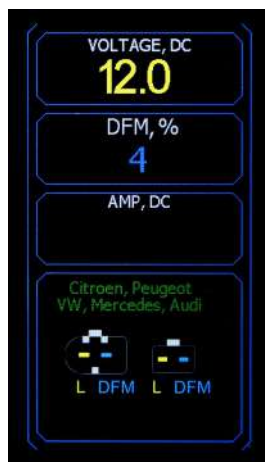 VOLTAGE, DC
12.0
DFM, %
4
AMP, DC
Citroen, Peugeot
VW, Mercedes, Audi
L DFM L DFM